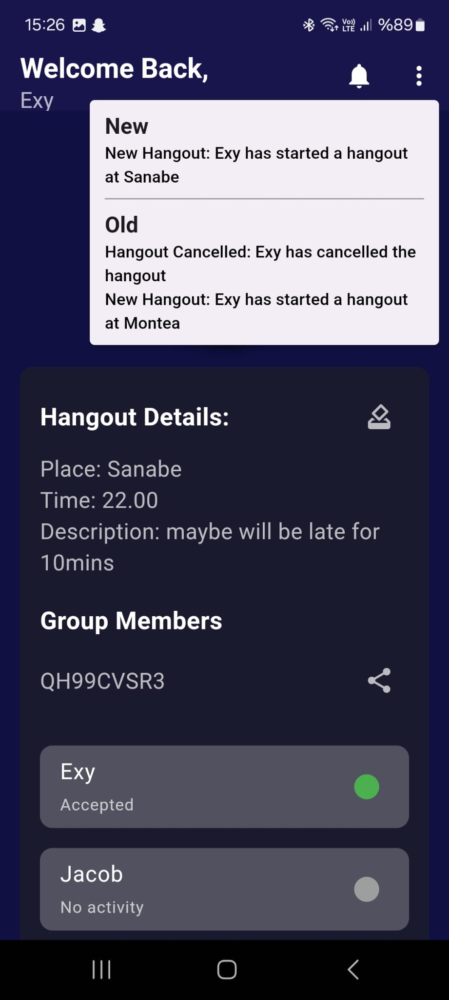 15:26
Vo))
LTE
%89
Welcome Back,
Exy
New
New Hangout: Exy has started a hangout
at Sanabe
Old
Hangout Cancelled: Exy has cancelled the
hangout
New Hangout: Exy has started a hangout
at Montea
Hangout Details:
Place: Sanabe
Time: 22.00
Description: maybe will be late for
10mins
Group Members
QH99CVSR3
Exy
Accepted
Jacob
No activity